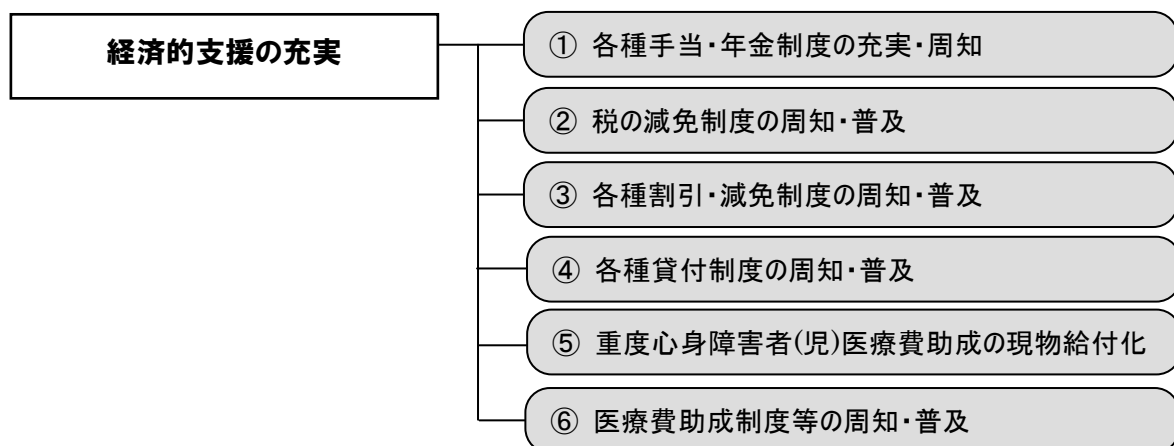 経済的支援の充実
① 各種手当・年金制度の充実・周知
② 税の減免制度の周知・普及
③ 各種割引・減免制度の周知・普及
④ 各種貸付制度の周知・普及
⑤ 重度心身障害者(児)医療費助成の現物給付化
⑥ 医療費助成制度等の周知・普及